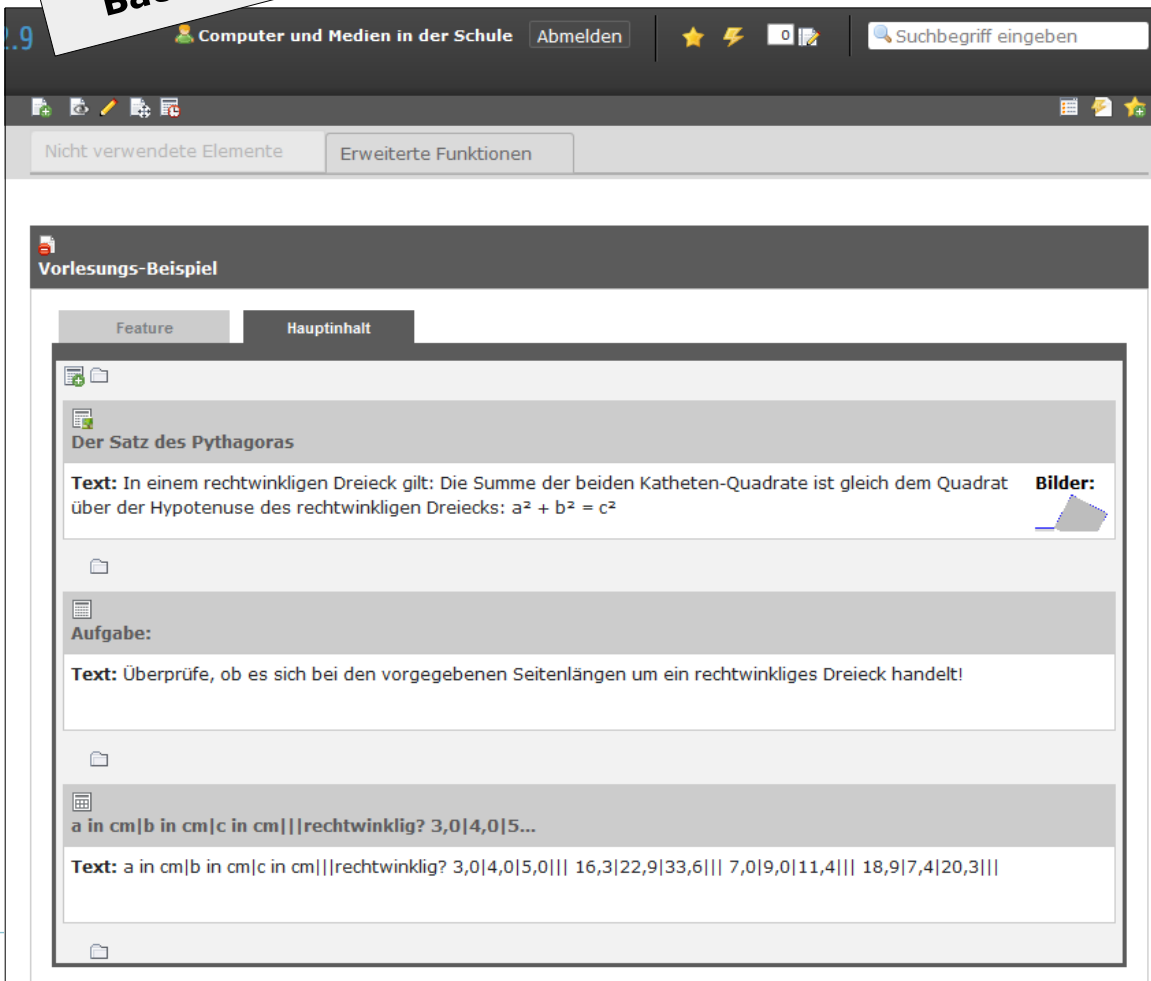 2.9
Computer und Medien in der Schule Abmelden 0 Suchbegriff eingeben
Nicht verwendete Elemente Erweiterte Funktionen
Vorlesungs-Beispiel
Feature Hauptinhalt
Der Satz des Pythagoras
Text: In einem rechtwinkligen Dreieck gilt: Die Summe der beiden Katheten-Quadrate ist gleich dem Quadrat Bilder:
über der Hypotenuse des rechtwinkligen Dreiecks: a² + b² = c²
Aufgabe:
Text: Überprüfe, ob es sich bei den vorgegebenen Seitenlängen um ein rechtwinkliges Dreieck handelt!
a in cm|b in cm|c in cm|||rechtwinklig? 3,0|4,0|5...
Text: a in cm|b in cm|c in cm|||rechtwinklig? 3,0|4,0|5,0||| 16,3|22,9|33,6||| 7,0|9,0|11,4||| 18,9|7,4|20,3|||